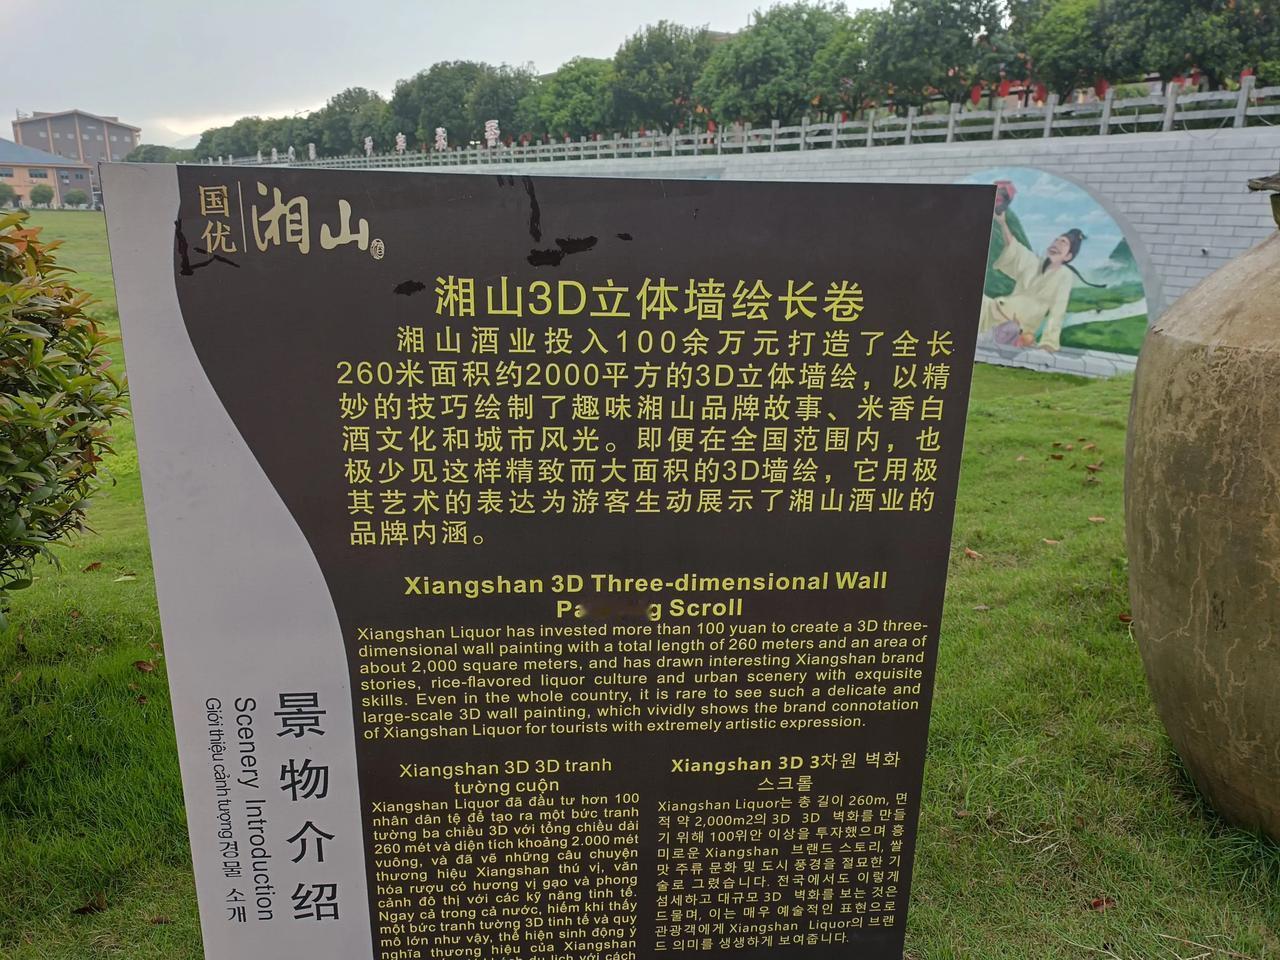 国优
湘山
湘山3D立体墙绘长卷
湘山酒业投入100余万元打造了全长
260米面积约2000平方的3D立体墙绘，以精
妙的技巧绘制了趣味湘山品牌故事、米香白
酒文化和城市风光。即便在全国范围内，也
极少见这样精致而大面积的3D墙绘，它用极
其艺术的表达为游客生动展示了湘山酒业的
品牌内涵。
Xiangshan 3D Three-dimensional Wall
Scroll
Xiangshan Liquor has invested more than 100 yuan to create a 3D three-
dimensional wall painting with a total length of 260 meters and an area of
about 2,000 square meters, and has drawn interesting Xiangshan brand
stories, rice-flavored liquor culture and urban scenery with exquisite
skills. Even in the whole country, it is rare to see such a delicate and
large-scale 3D wall painting, which vividly shows the brand connotation
of Xiangshan Liquor for tourists with extremely artistic expression.
Xiangshan 3D 3D tranh
tường cuộn
Xiangshan Liquor đã đầu tư hơn 100
nhân dân tệ để tạo ra một bức tranh
tường ba chiều 3D với tổng chiều dài
260 mét và diện tích khoảng 2.000 mét
vuông, và đã vẽ những câu chuyện
thương hiệu Xiangshan thú vị, văn
hóa rượu có hương vị gạo và phong
cảnh đô thị với các kỹ năng tinh tế.
Ngay cả trong cả nước, hiếm khi thấy
một bức tranh tường 3D tinh tế và quy
mô lớn như vậy, thể hiện sinh động ý
nghĩa thương hiệu của Xiangshan
Xiangshan 3D 3차원 벽화
스크롤
Xiangshan Liquor는 총 길이 260m, 면
적 약 2,000m2의 3D 3D 벽화를 만들
기 위해 100위안 이상을 투자했으며 흥
미로운 Xiangshan 브랜드 스토리, 쌀
맛 주류 문화 및 도시 풍경을 절묘한 기
술로 그렸습니다. 전국에서도 이렇게
섬세하고 대규모 3D 벽화를 보는 것은
드물며, 이는 매우 예술적인 표현으로
관광객에게 Xiangshan Liquor의 브랜
드 의미를 생생하게 보여줍니다.
景物介绍
Scenery Introduction
Giới thiệu cảnh tượng경물 소개